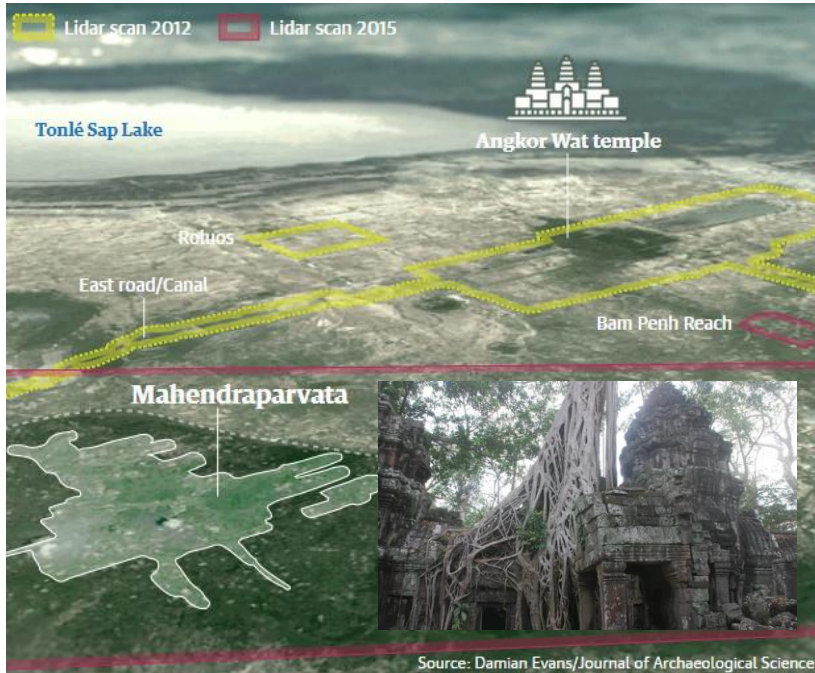 Lidar scan 2012
Lidar scan 2015
Tonlé Sap Lake
Angkor Wat temple
Roluos
East road/Canal
Bam Penh Reach
Mahendraparvata
Source: Damian Evans/Journal of Archaeological Science